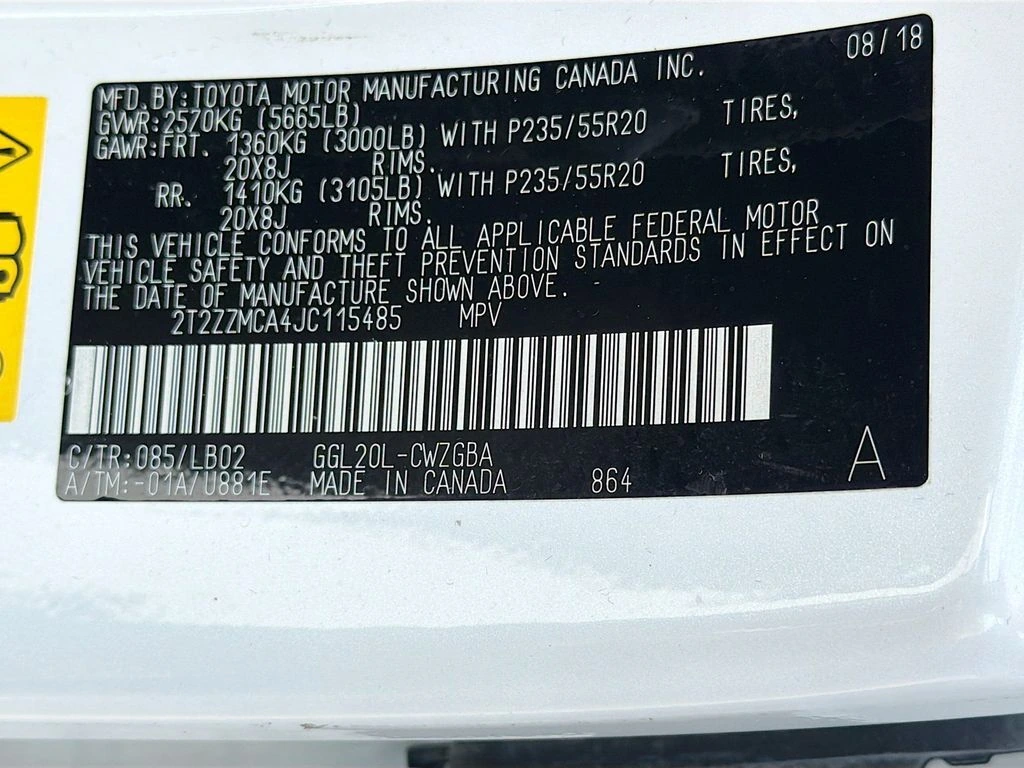 08/18
MFD. BY: TOYOTA MOTOR MANUFACTURING CANADA INC.
GVWR: 2570KG (5665LB)
GAWR: FRT. 1360KG (3000LB) WITH P235/55R20 TIRES,
20X8J RIMS.
RR. 1410KG (3105LB) WITH P235/55R20 TIRES,
20X8J RIMS.
THIS VEHICLE CONFORMS TO ALL APPLICABLE FEDERAL MOTOR
VEHICLE SAFETY AND THEFT PREVENTION STANDARDS IN EFFECT ON
THE DATE OF MANUFACTURE SHOWN ABOVE.
2T2ZZMCA4JC115485 MPV
C/TR: 085/LB02 GGL20L-CWZGBA
A/TM: -01A/U881E MADE IN CANADA 864
A